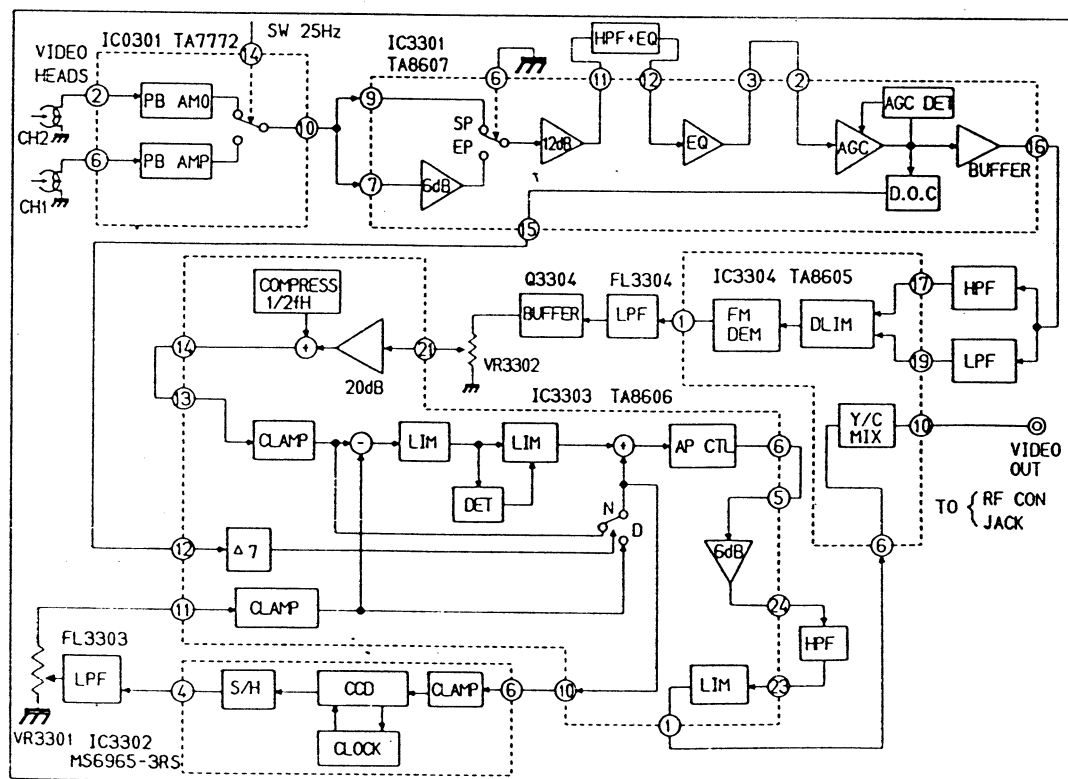 IC0301 TA7772
SW 25Hz
VIDEO
HEADS
14
2
PB AMO
CH2
6
PB AMP
CH1
10
IC3301
TA8607
6
HPF+EQ
11
12
3
2
9
SP
EP
7
6dB
12dB
EQ
AGC DET
AGC
BUFFER
16
D.O.C
15
COMPRESS
1/2fH
Q3304
FL3304
IC3304 TA8605
BUFFER
LPF
1
FM
DEM
DLIM
17
HPF
19
LPF
14
+
20dB
21
VR3302
13
IC3303 TA8606
CLAMP
-
LIM
LIM
+
AP CTL
6
DET
N
D
5
Y/C
MIX
10
VIDEO
OUT
TO { RF CON
JACK
12
Δ 7
6dB
6
11
CLAMP
24
HPF
FL3303
LPF
4
S/H
CCD
CLAMP
6
10
LIM
23
1
CLOCK
VR3301
IC3302
MS6965-3RS